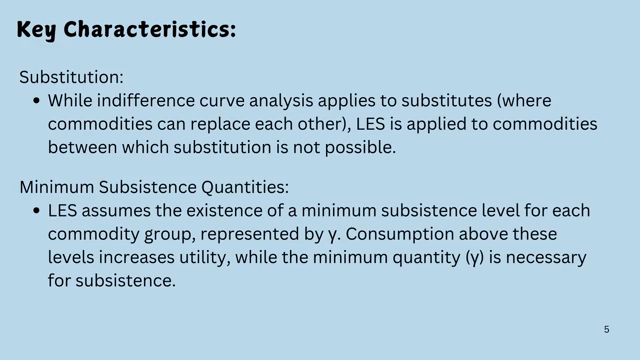 Key Characteristics:
Substitution:
• While indifference curve analysis applies to substitutes (where
commodities can replace each other), LES is applied to commodities
between which substitution is not possible.
Minimum Subsistence Quantities:
• LES assumes the existence of a minimum subsistence level for each
commodity group, represented by γ. Consumption above these
levels increases utility, while the minimum quantity (γ) is necessary
for subsistence.
5